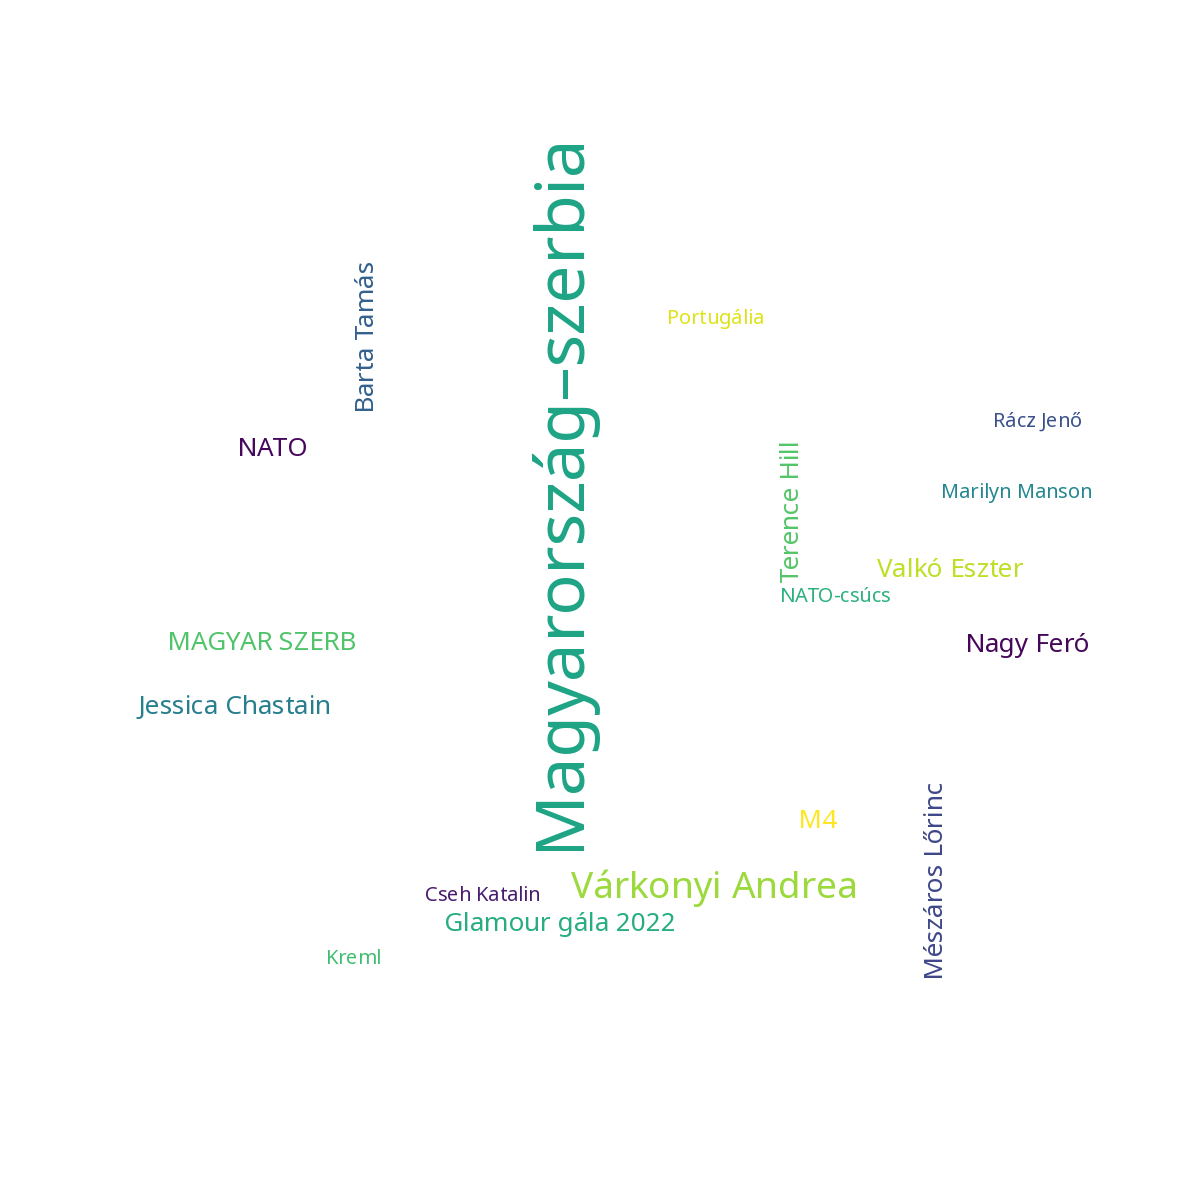 Magyarország–szerbia
Barta Tamás
Portugália
Rácz Jenő
NATO
Terence Hill
Marilyn Manson
Valkó Eszter
NATO-csúcs
MAGYAR SZERB
Nagy Feró
Jessica Chastain
M4
Mészáros Lőrinc
Várkonyi Andrea
Cseh Katalin
Glamour gála 2022
Kreml